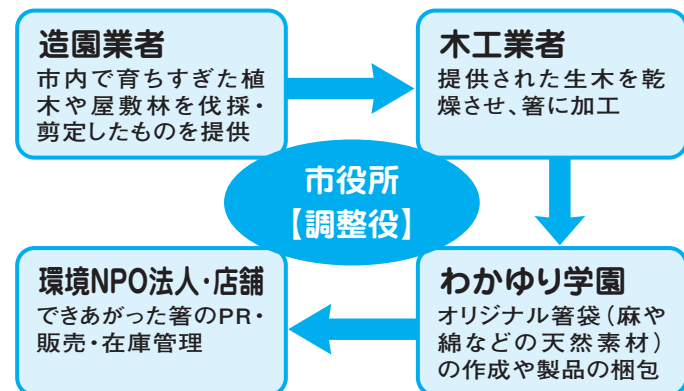 造園業者
市内で育ちすぎた植
木や屋敷林を伐採・
剪定したものを提供
木工業者
提供された生木を乾
燥させ、箸に加工
市役所
【調整役】
環境NPO法人・店舗
できあがった箸のPR・
販売・在庫管理
わかゆり学園
オリジナル箸袋(麻や
綿などの天然素材)
の作成や製品の梱包